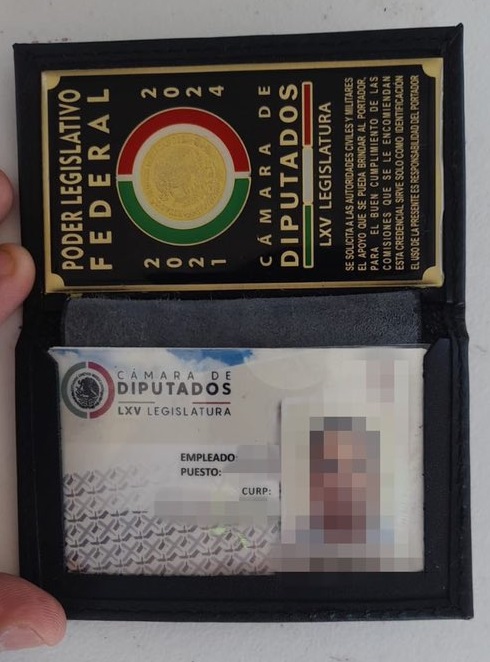 PODER LEGISLATIVO
FEDERAL
2021
2024
CÁMARA DE
DIPUTADOS
LXV LEGISLATURA
SE SOLICITA A LAS AUTORIDADES CIVILES Y MILITARES
EL APOYO QUE SE PUEDA BRINDAR AL PORTADOR,
PARA EL BUEN CUMPLIMIENTO DE LAS
COMISIONES QUE SE LE ENCOMIENDAN
ESTA CREDENCIAL SIRVE SOLO COMO IDENTIFICACIÓN
EL USO DE LA PRESENTE ES RESPONSABILIDAD DEL PORTADOR
CÁMARA DE
DIPUTADOS
LXV LEGISLATURA
EMPLEADO:
PUESTO:
CURP: